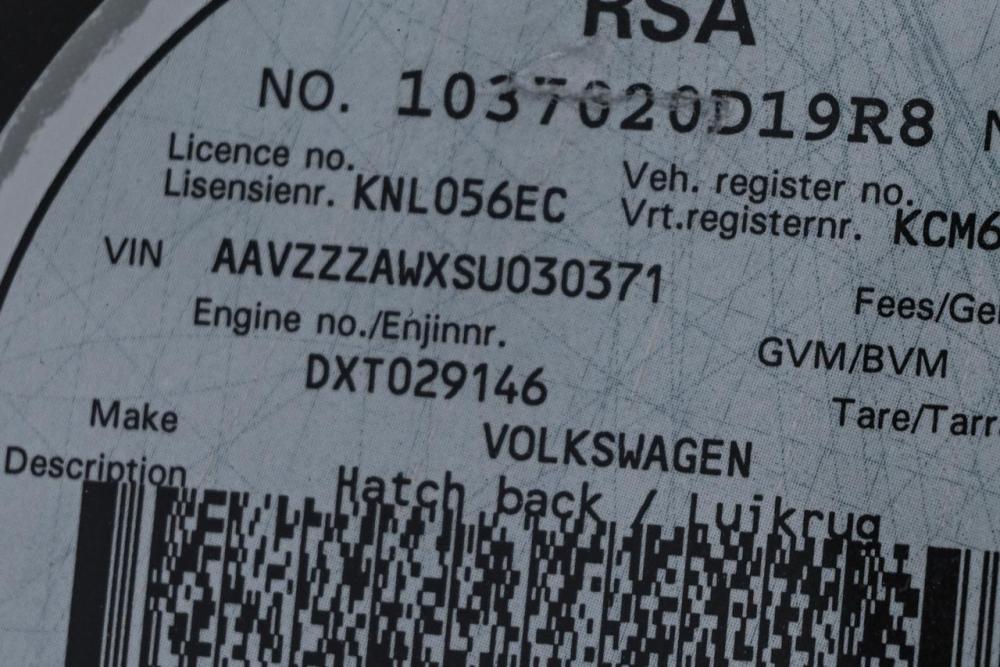 RSA
NO. 1037020D19R8 N
Licence no.
Lisensienr. KNL056EC
Veh. register no.
Vrt.registernr. KCM6
VIN AAVZZZAWXSU030371
Engine no./Enjinnr.
DXT029146
Fees/Ge
GVM/BVM
Tare/Tarra
Make VOLKSWAGEN
Description Hatch back / Luikrug